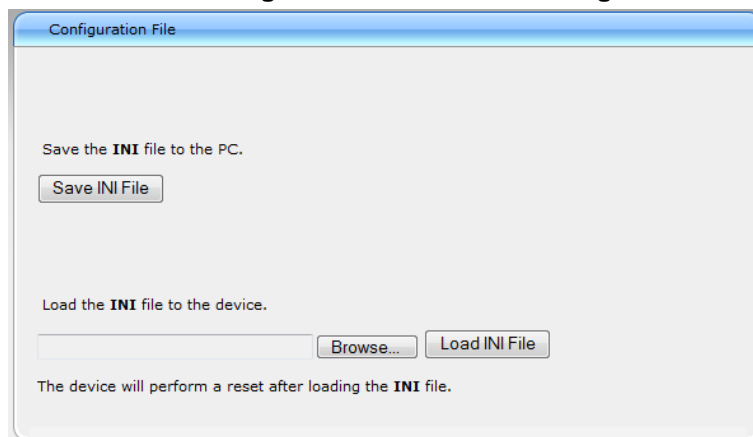 Configuration File
Save the INI file to the PC.
Save INI File
Load the INI file to the device.
Browse... Load INI File
The device will perform a reset after loading the INI file.